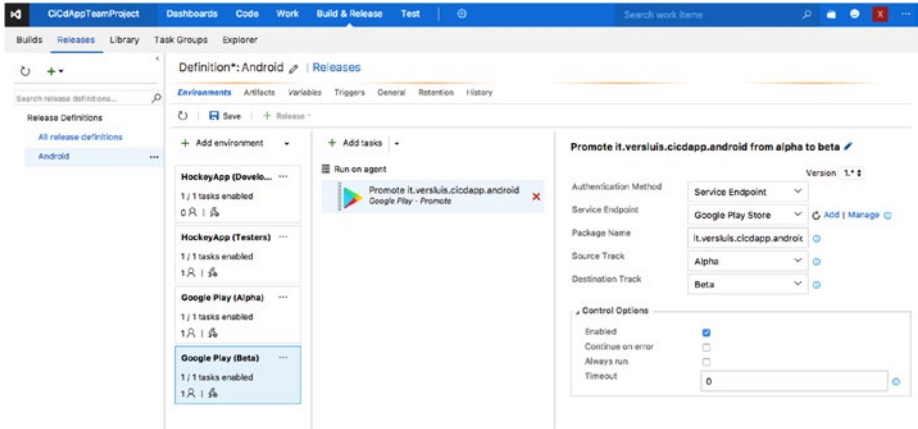 CiCdAppTeamProject Dashboards Code Work Build & Release Test Search work items X ...
Builds Releases Library Task Groups Explorer
Definition*: Android | Releases
Environments Artifacts Variables Triggers General Retention History
Search release definitions...
Save | + Release
Release Definitions
All release definitions
Android ...
+ Add environment
HockeyApp (Develo... ...
1 / 1 tasks enabled
0
HockeyApp (Testers) ...
1 / 1 tasks enabled
1
Google Play (Alpha) ...
1 / 1 tasks enabled
1
Google Play (Beta) ...
1 / 1 tasks enabled
1
+ Add tasks
Run on agent
Promote it.versluis.cicdapp.android
Google Play - Promote
Promote it.versluis.cicdapp.android from alpha to beta
Version 1.*
Authentication Method Service Endpoint
Service Endpoint Google Play Store Add | Manage
Package Name it.versluis.cicdapp.android
Source Track Alpha
Destination Track Beta
Control Options
Enabled
Continue on error
Always run
Timeout 0